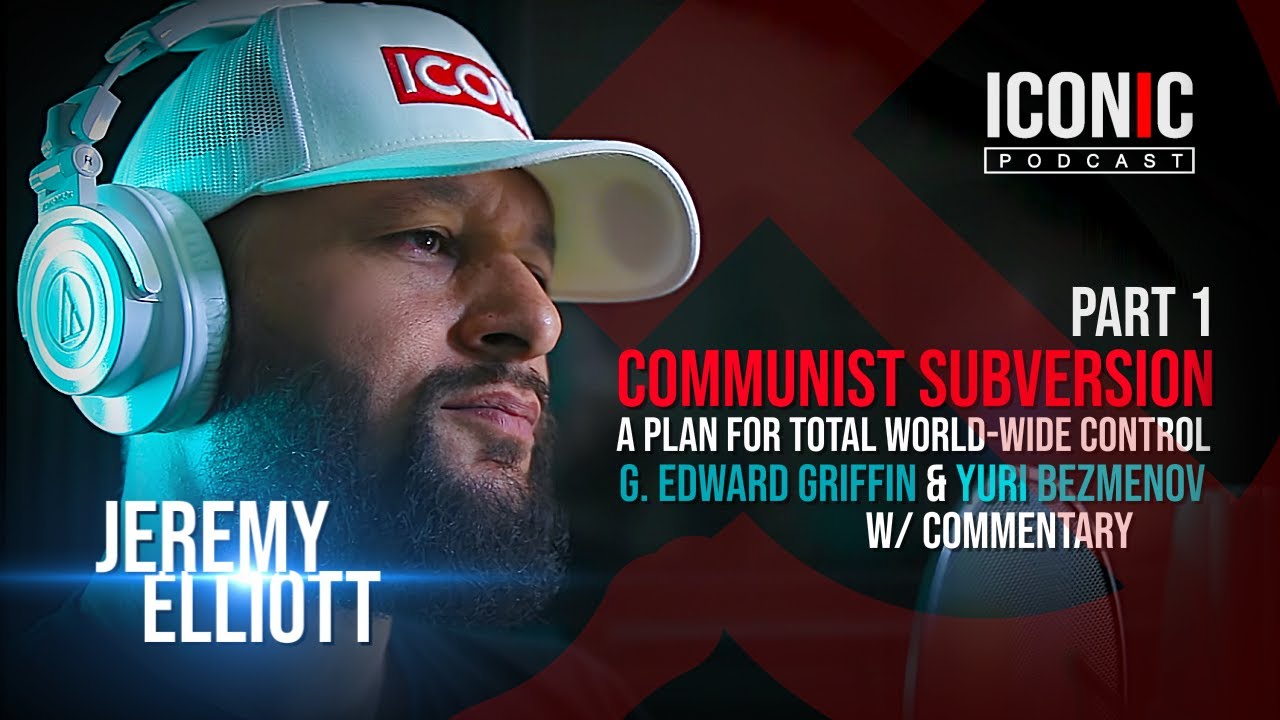 ICON
ICONIC
PODCAST
PART 1
COMMUNIST SUBVERSION
A PLAN FOR TOTAL WORLD-WIDE CONTROL
G. EDWARD GRIFFIN & YURI BEZMENOV
W/ COMMENTARY
JEREMY
ELLIOTT